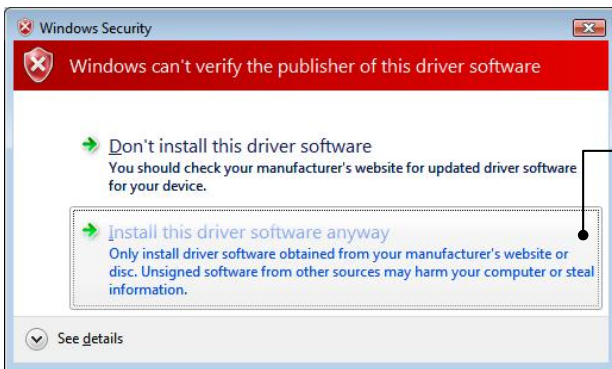 Windows Security
Windows can't verify the publisher of this driver software
Don't install this driver software
You should check your manufacturer's website for updated driver software
for your device.
Install this driver software anyway
Only install driver software obtained from your manufacturer's website or
disc. Unsigned software from other sources may harm your computer or steal
information.
See details